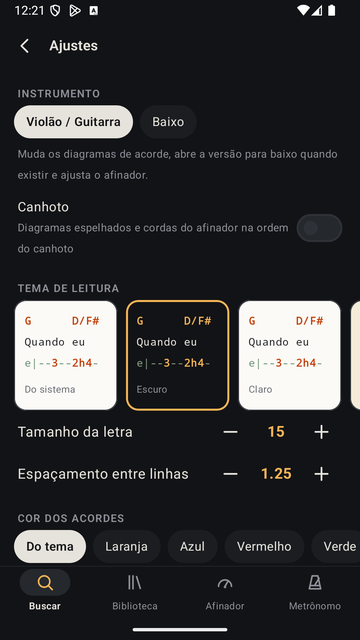 12:21
Ajustes
INSTRUMENTO
Violão / Guitarra Baixo
Muda os diagramas de acorde, abre a versão para baixo quando
existir e ajusta o afinador.
Canhoto
Diagramas espelhados e cordas do afinador na ordem
do canhoto
TEMA DE LEITURA
G D/F# G D/F# G D/F#
Quando eu Quando eu Quando eu
e|--3--2h4- e|--3--2h4- e|--3--2h4-
Do sistema Escuro Claro
Tamanho da letra — 15 +
Espaçamento entre linhas — 1.25 +
COR DOS ACORDES
Do tema Laranja Azul Vermelho Verde
Buscar Biblioteca Afinador Metrônomo